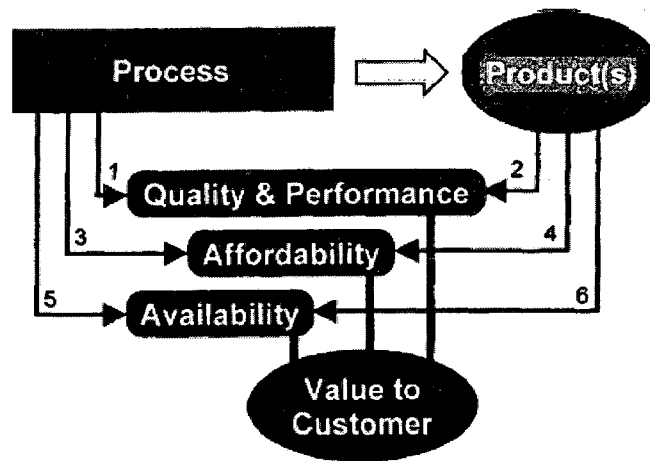 Process
Product(s)
1
2
Quality & Performance
3
4
Affordability
5
6
Availability
Value to
Customer